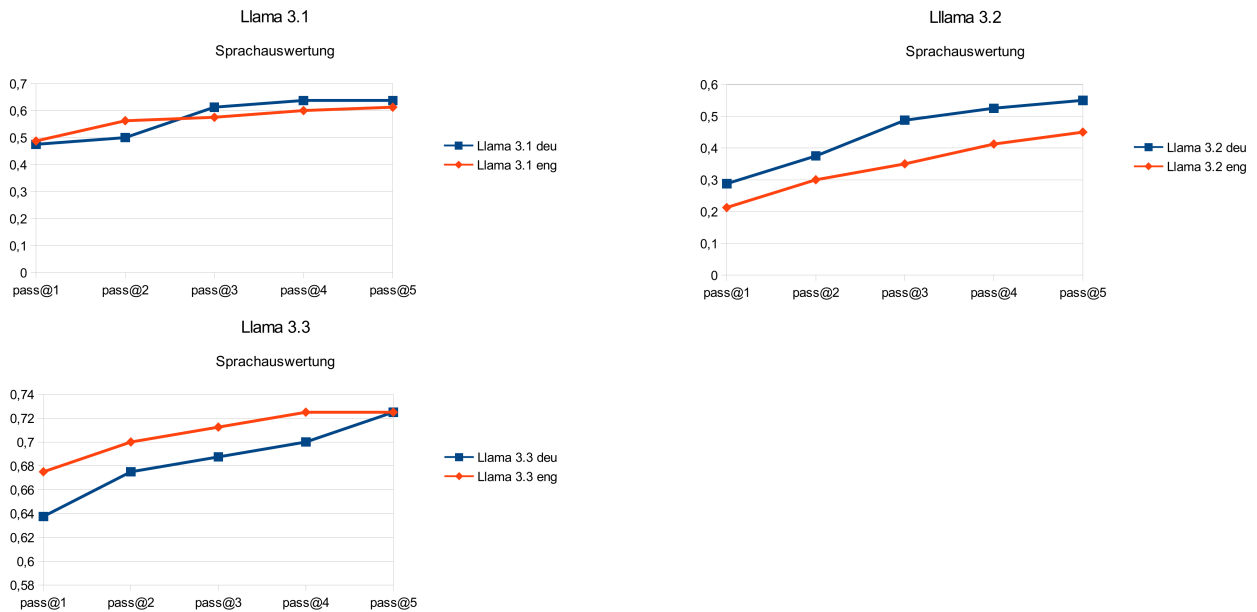 Llama 3.1
Sprachauswertung
0,7
0,6
0,5
0,4
0,3
0,2
0,1
0
pass@1 pass@2 pass@3 pass@4 pass@5
Llama 3.1 deu
Llama 3.1 eng
Lllama 3.2
Sprachauswertung
0,6
0,5
0,4
0,3
0,2
0,1
0
pass@1 pass@2 pass@3 pass@4 pass@5
Llama 3.2 deu
Llama 3.2 eng
Llama 3.3
Sprachauswertung
0,74
0,72
0,7
0,68
0,66
0,64
0,62
0,6
0,58
pass@1 pass@2 pass@3 pass@4 pass@5
Llama 3.3 deu
Llama 3.3 eng